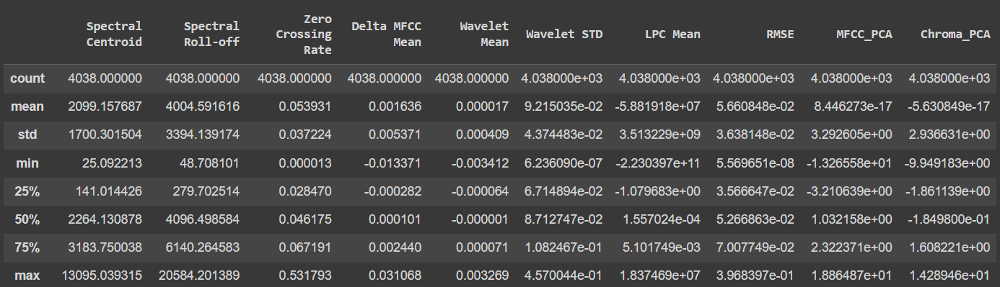 Spectral Centroid Spectral Roll-off Zero Crossing Rate Delta MFCC Mean Wavelet Mean Wavelet STD LPC Mean RMSE MFCC_PCA Chroma_PCA
count 4038.000000 4038.000000 4038.000000 4038.000000 4038.000000 4.038000e+03 4.038000e+03 4.038000e+03 4.038000e+03 4.038000e+03
mean 2099.157687 4004.591616 0.053931 0.001636 0.000017 9.215035e-02 -5.881918e+07 5.660848e-02 8.446273e-17 -5.630849e-17
std 1700.301504 3394.139174 0.037224 0.005371 0.000409 4.374483e-02 3.513229e+09 3.638148e-02 3.292605e+00 2.936631e+00
min 25.092213 48.708101 0.000013 -0.013371 -0.003412 6.236090e-07 -2.230397e+11 5.569651e-08 -1.326558e+01 -9.949183e+00
25% 141.014426 279.702514 0.028470 -0.000282 -0.000064 6.714894e-02 -1.079683e+00 3.566647e-02 -3.210639e+00 -1.861139e+00
50% 2264.130878 4096.498584 0.046175 0.000101 -0.000001 8.712747e-02 1.557024e-04 5.266863e-02 1.032158e+00 -1.849800e-01
75% 3183.750038 6140.264583 0.067191 0.002440 0.000071 1.082467e-01 5.101749e-03 7.007749e-02 2.322371e+00 1.608221e+00
max 13095.039315 20584.201389 0.531793 0.031068 0.003269 4.570044e-01 1.837469e+07 3.968397e-01 1.886487e+01 1.428946e+01